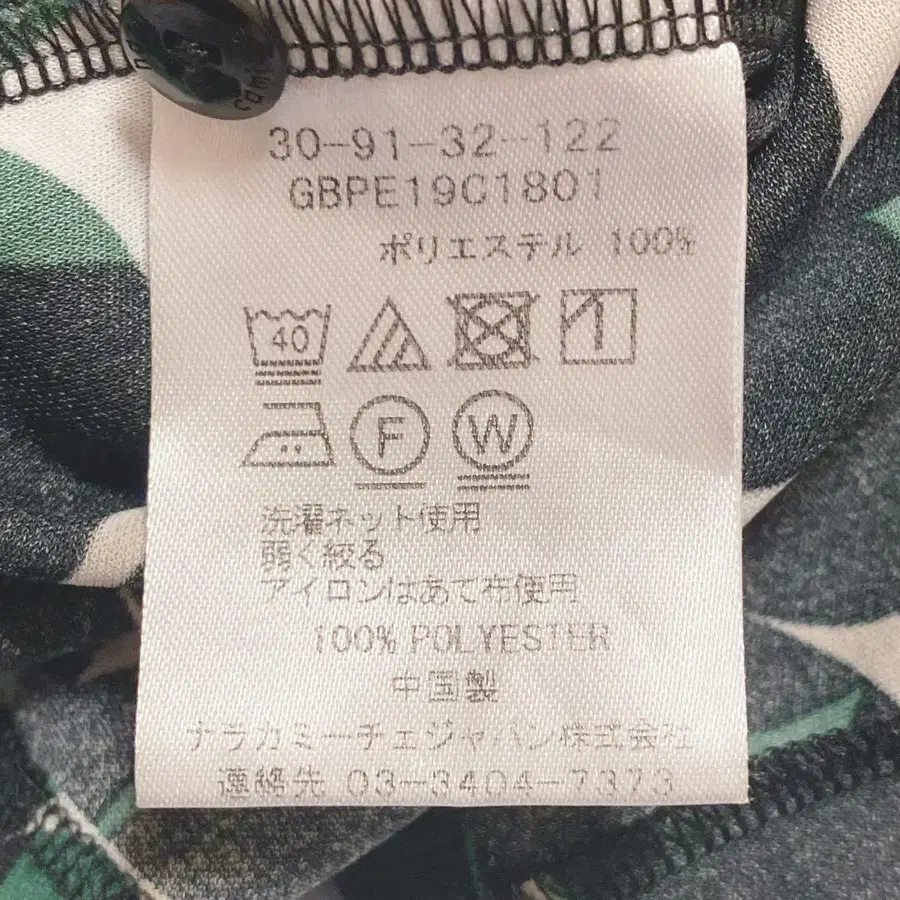 30-91-32-122
GBPE19C1801
ポリエステル 100%
40
F W
洗濯ネット使用
弱く絞る
アイロンはあて布使用
100% POLYESTER
中国製
ナラカミーチェジャパン株式会社
連絡先 03-3404-7373